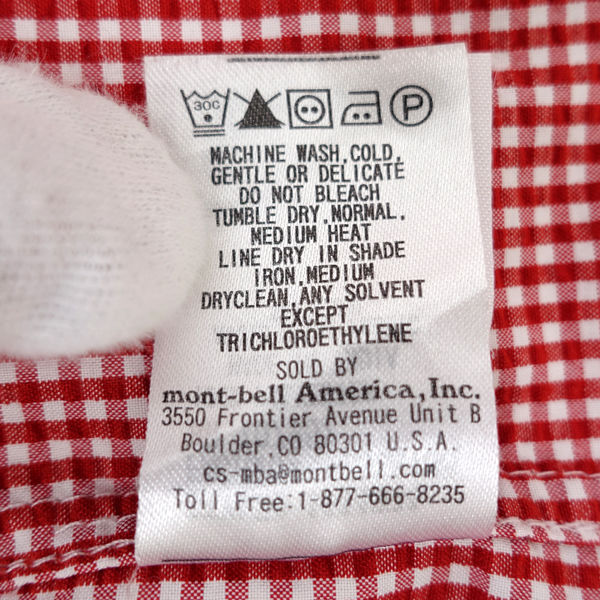 30C P
MACHINE WASH,COLD,
GENTLE OR DELICATE
DO NOT BLEACH
TUMBLE DRY,NORMAL,
MEDIUM HEAT
LINE DRY IN SHADE
IRON,MEDIUM
DRYCLEAN,ANY SOLVENT
EXCEPT
TRICHLOROETHYLENE
SOLD BY
mont-bell America,Inc.
3550 Frontier Avenue Unit B
Boulder,CO 80301 U.S.A.
cs-mba@montbell.com
Toll Free:1-877-666-8235